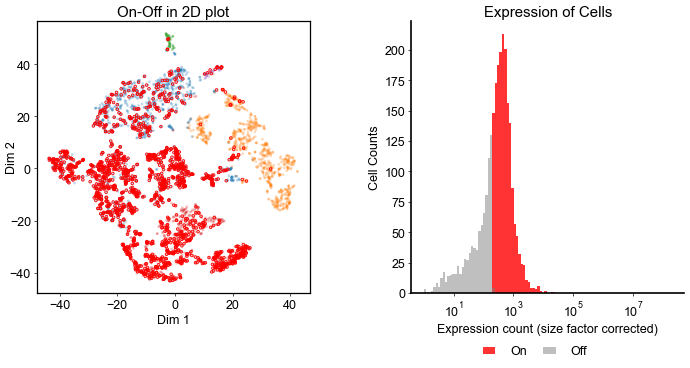 On-Off in 2D plot
Expression of Cells
Dim 2
40
20
0
−20
−40
−40
−20
0
20
40
Dim 1
Cell Counts
200
175
150
125
100
75
50
25
0
10^1
10^3
10^5
10^7
Expression count (size factor corrected)
On
Off